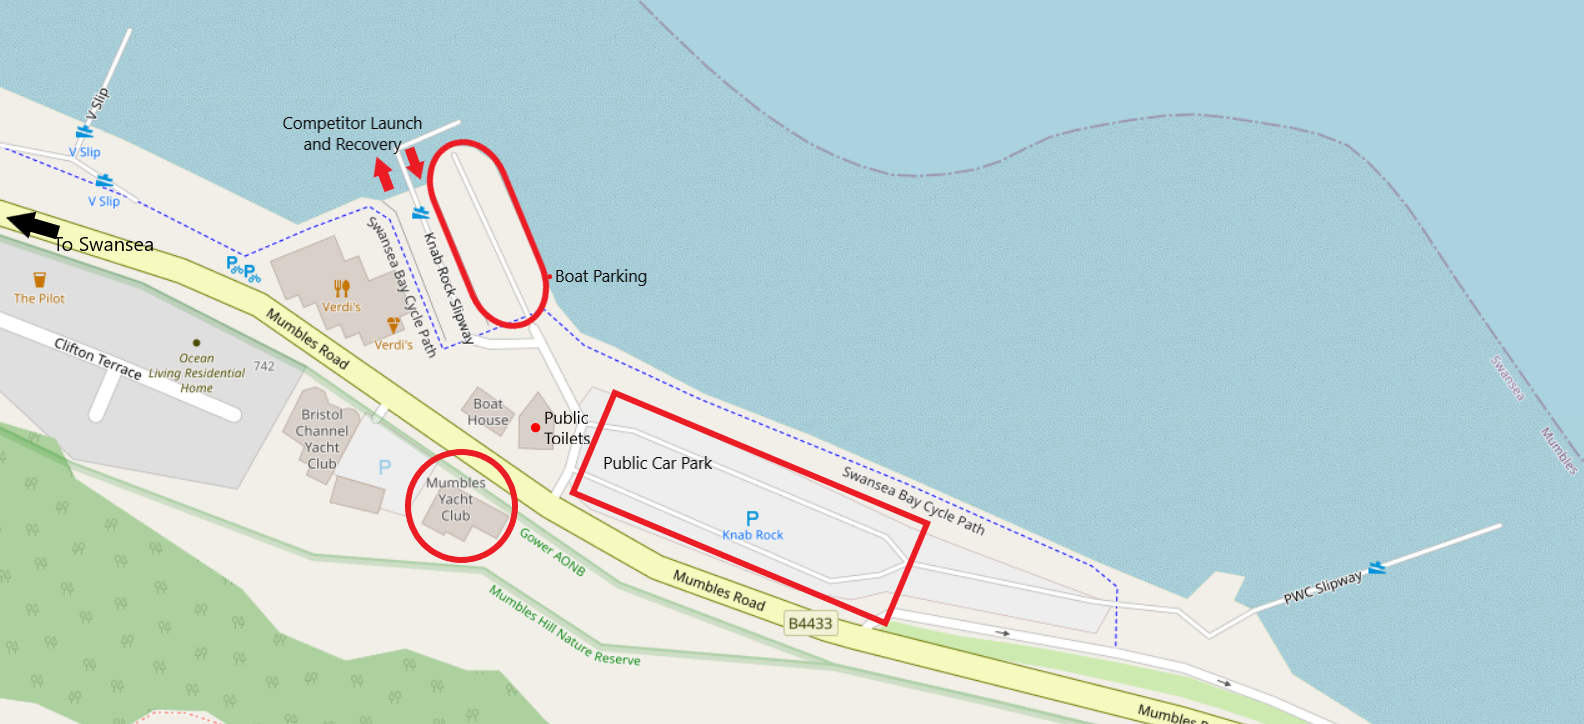 V Slip
V Slip
V Slip
Competitor Launch
and Recovery
To Swansea
The Pilot
Verdi's
Verdi's
Swansea Bay Cycle Path
Knab Rock Slipway
Boat Parking
Mumbles Road
Clifton Terrace
Ocean
Living Residential
Home
742
Bristol
Channel
Yacht
Club
P
Boat
House
Public
Toilets
Mumbles
Yacht
Club
Public Car Park
P
Knab Rock
Swansea Bay Cycle Path
Gower AONB
Mumbles Hill Nature Reserve
Mumbles Road
B4433
PWC Slipway
Swansea
Mumbles
Mumbles R
P
P